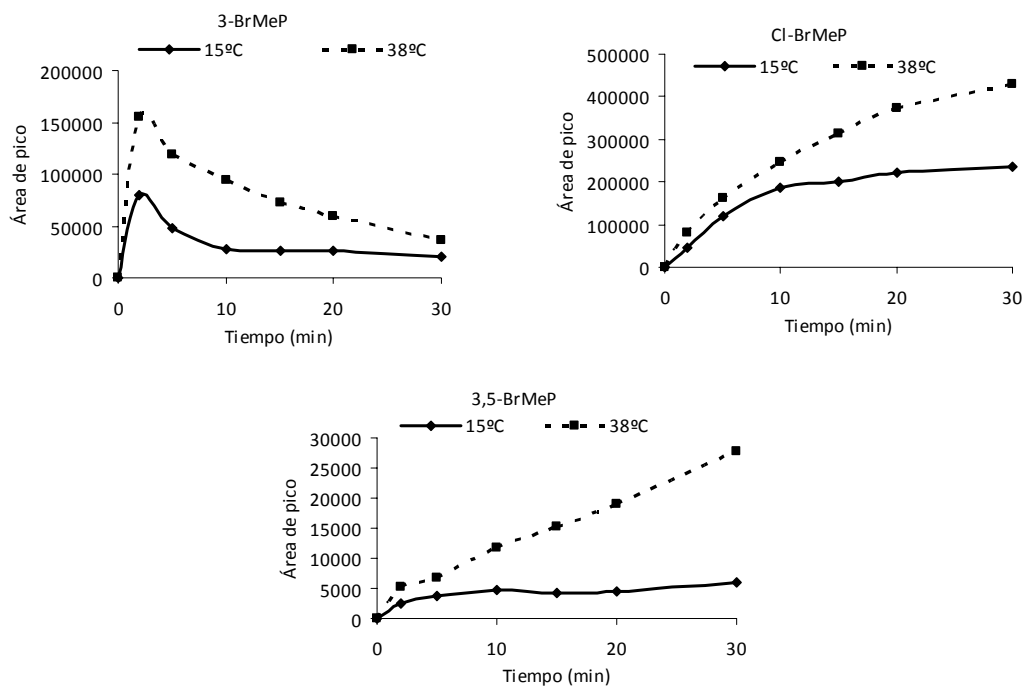 3-BrMeP
15ºC 38ºC
200000
150000
100000
50000
0
Área de pico
0 10 20 30
Tiempo (min)
Cl-BrMeP
15ºC 38ºC
500000
400000
300000
200000
100000
0
Área de pico
0 10 20 30
Tiempo (min)
3,5-BrMeP
15ºC 38ºC
30000
25000
20000
15000
10000
5000
0
Área de pico
0 10 20 30
Tiempo (min)